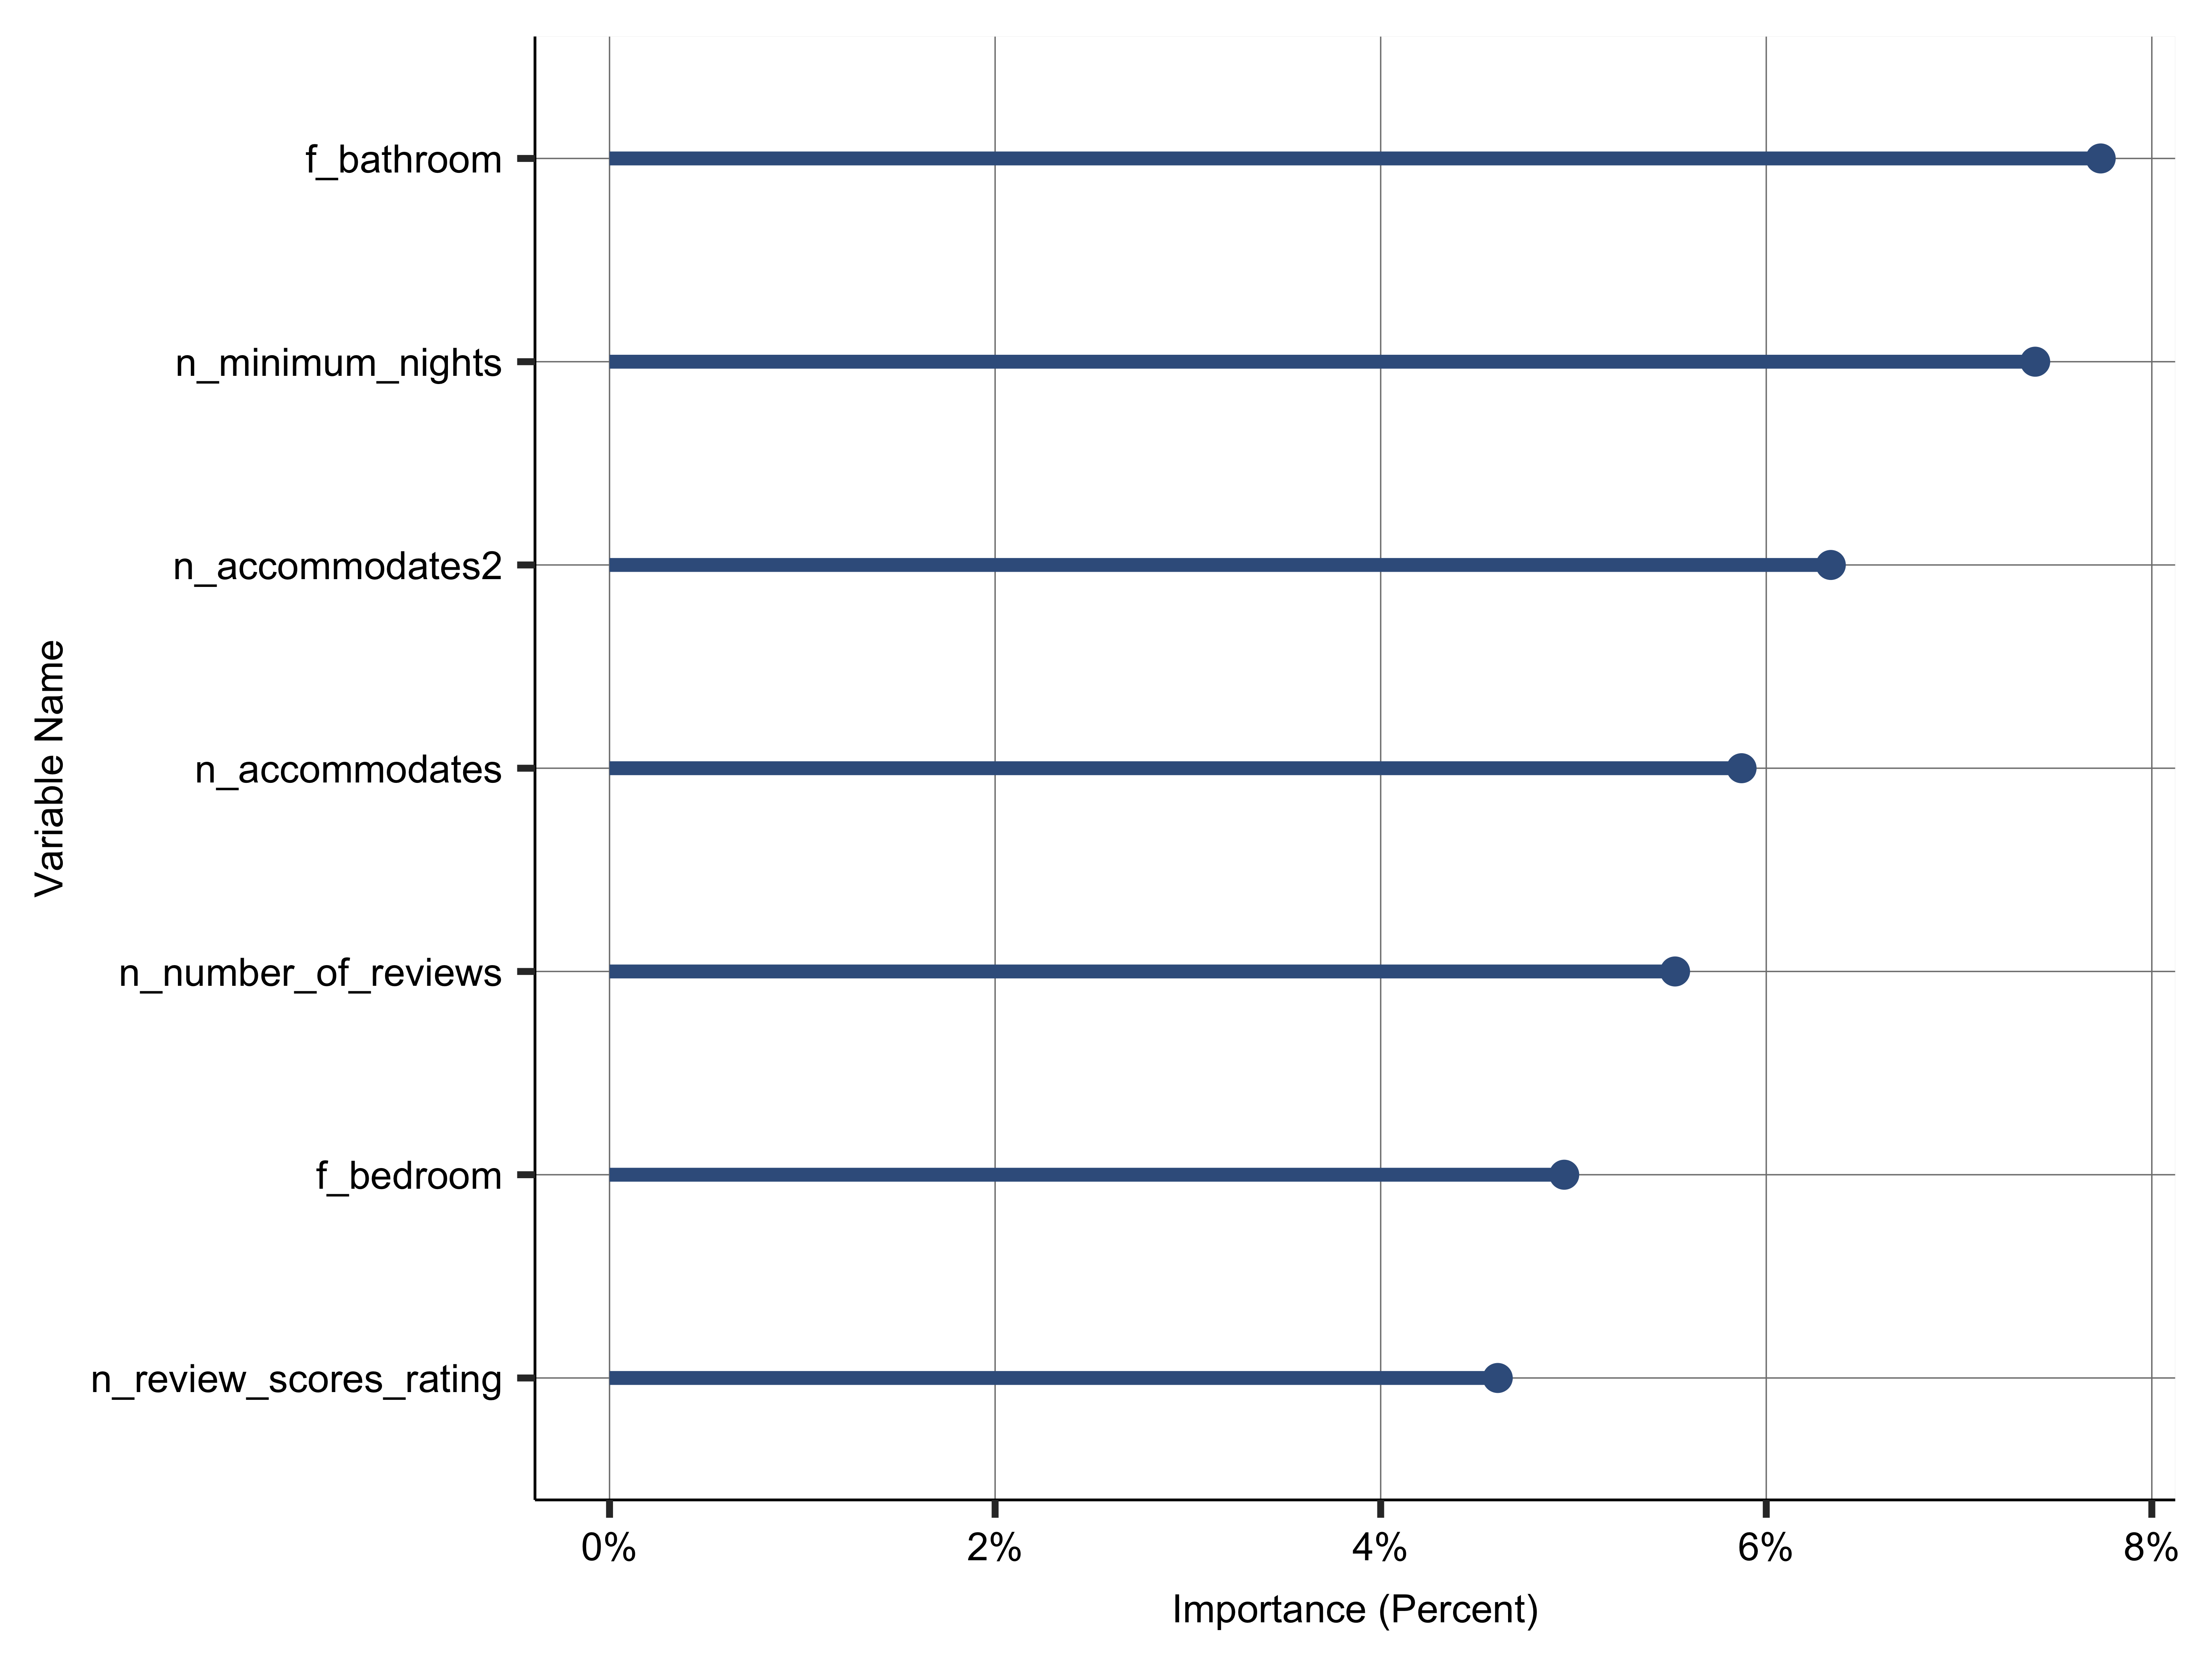 Variable Name
f_bathroom
n_minimum_nights
n_accommodates2
n_accommodates
n_number_of_reviews
f_bedroom
n_review_scores_rating
0% 2% 4% 6% 8%
Importance (Percent)